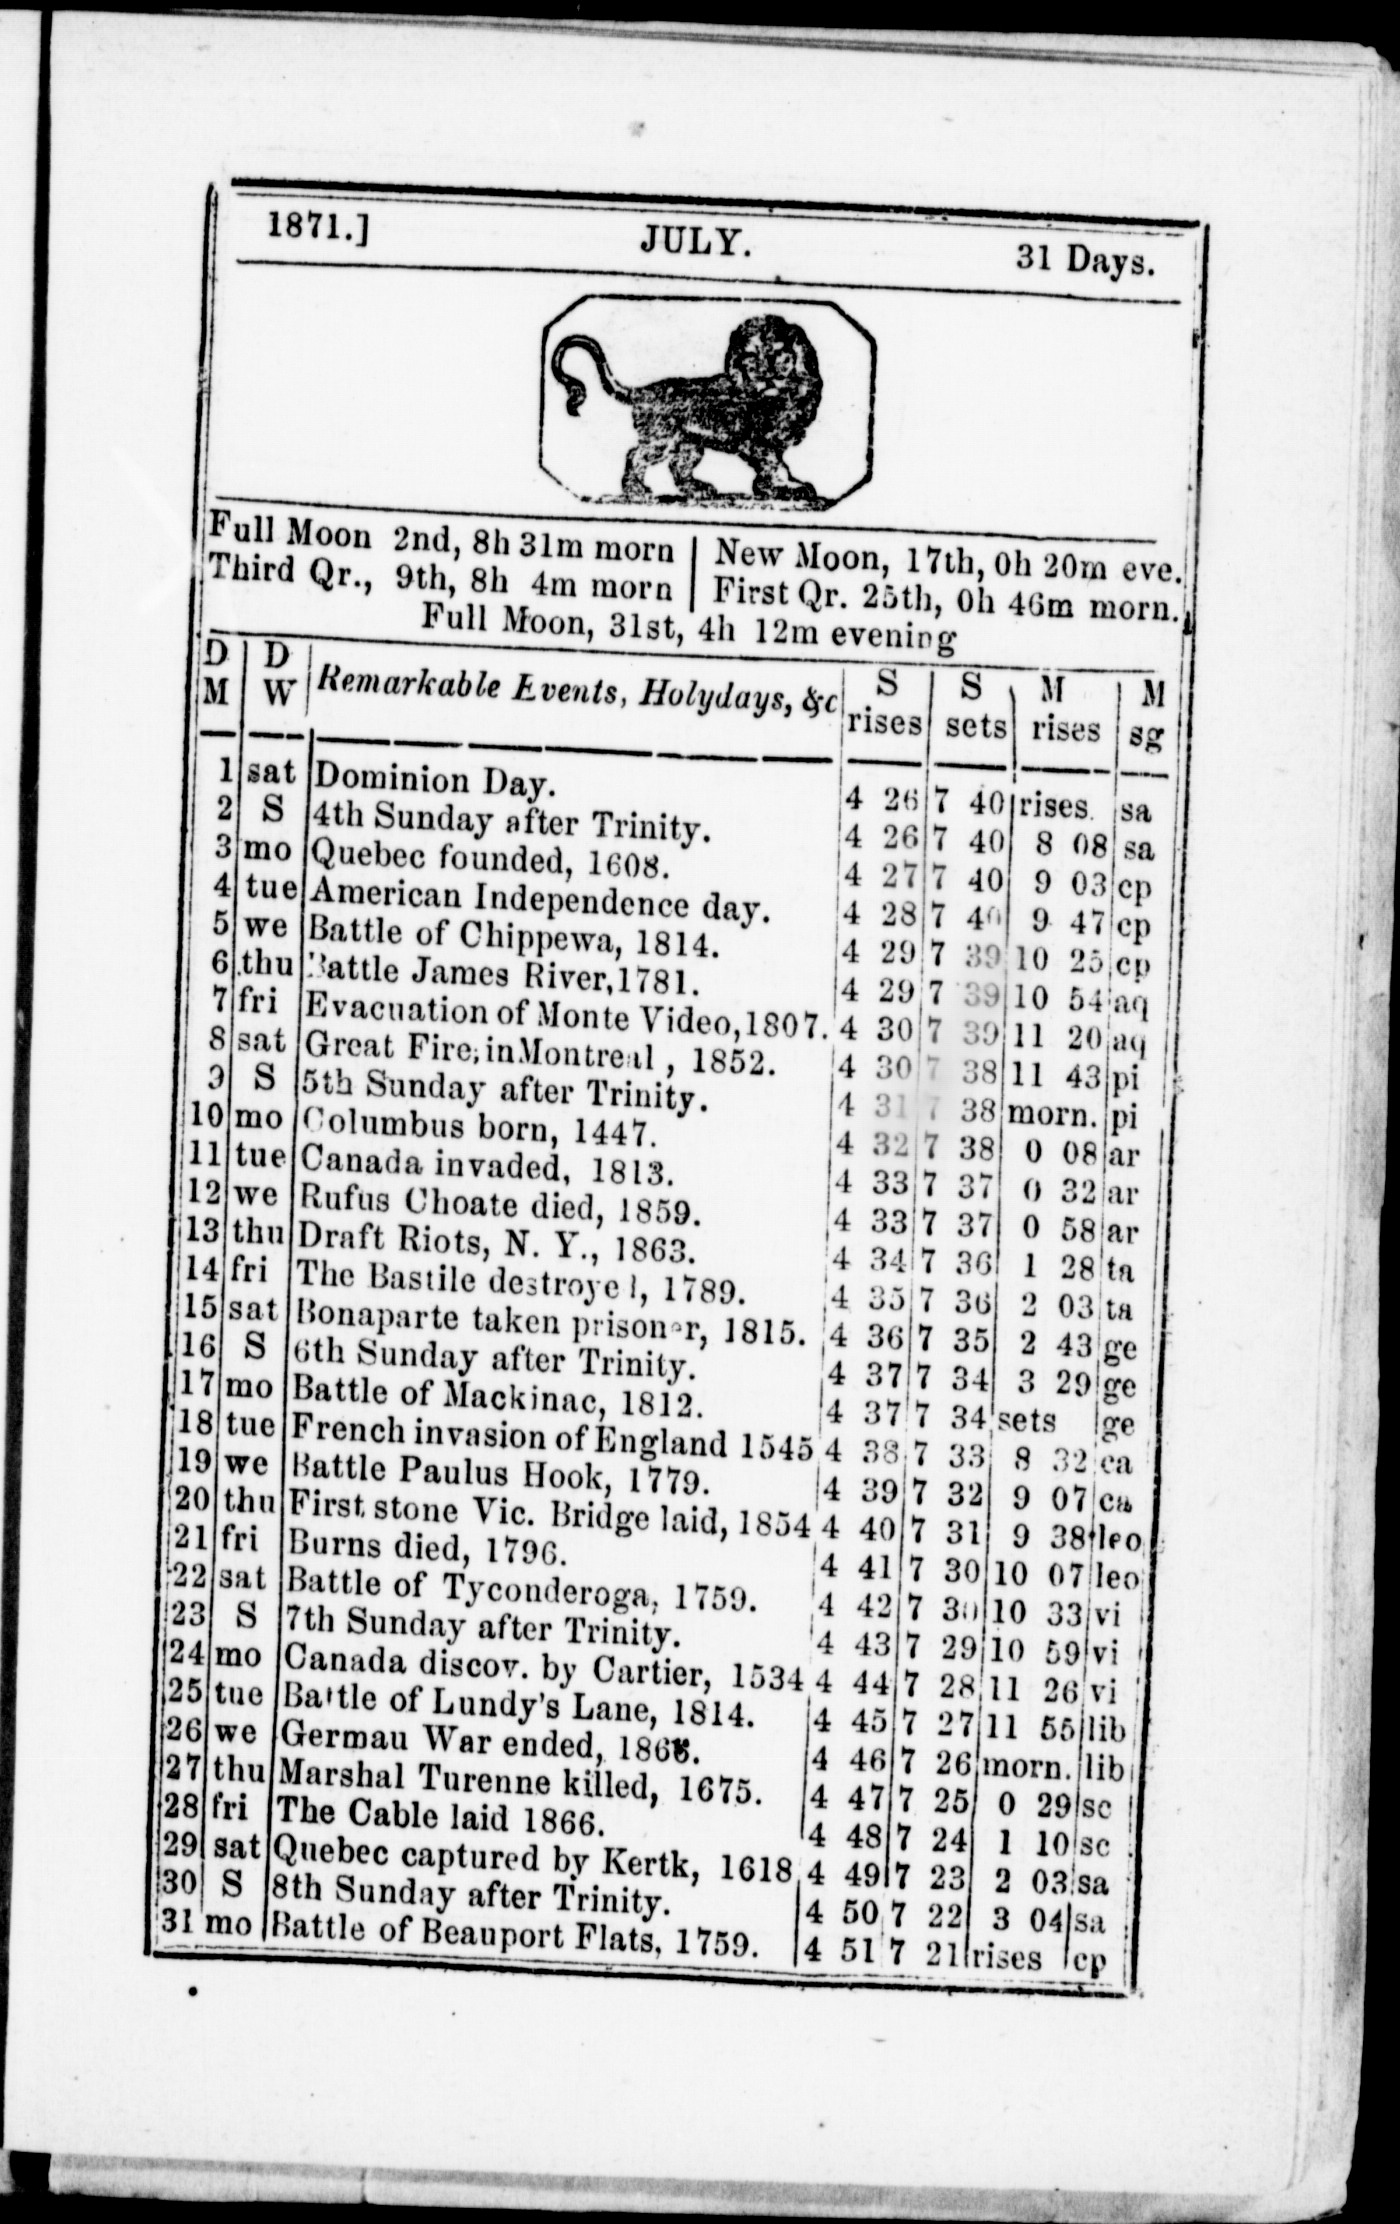 1871.] JULY. 31 Days.
Full Moon 2nd, 8h 31m morn | New Moon, 17th, 0h 20m eve.
Third Qr., 9th, 8h 4m morn | First Qr. 25th, 0h 46m morn.
Full Moon, 31st, 4h 12m evening
D M | D W | Remarkable Events, Holydays, &c | S rises | S sets | M rises | M sg
1 sat Dominion Day. 4 26 7 40 rises. sa
2 S 4th Sunday after Trinity. 4 26 7 40 8 08 sa
3 mo Quebec founded, 1608. 4 27 7 40 9 03 cp
4 tue American Independence day. 4 28 7 40 9 47 cp
5 we Battle of Chippewa, 1814. 4 29 7 39 10 25 cp
6 thu Battle James River, 1781. 4 29 7 39 10 54 aq
7 fri Evacuation of Monte Video, 1807. 4 30 7 39 11 20 aq
8 sat Great Fire, in Montreal, 1852. 4 30 7 38 11 43 pi
9 S 5th Sunday after Trinity. 4 31 7 38 morn. pi
10 mo Columbus born, 1447. 4 32 7 38 0 08 ar
11 tue Canada invaded, 1813. 4 33 7 37 0 32 ar
12 we Rufus Choate died, 1859. 4 33 7 37 0 58 ar
13 thu Draft Riots, N. Y., 1863. 4 34 7 36 1 28 ta
14 fri The Bastile destroyed, 1789. 4 35 7 36 2 03 ta
15 sat Bonaparte taken prisoner, 1815. 4 36 7 35 2 43 ge
16 S 6th Sunday after Trinity. 4 37 7 34 3 29 ge
17 mo Battle of Mackinac, 1812. 4 37 7 34 sets ge
18 tue French invasion of England 1545 4 38 7 33 8 32 ca
19 we Battle Paulus Hook, 1779. 4 39 7 32 9 07 ca
20 thu First stone Vic. Bridge laid, 1854 4 40 7 31 9 38 leo
21 fri Burns died, 1796. 4 41 7 30 10 07 leo
22 sat Battle of Tyconderoga, 1759. 4 42 7 30 10 33 vi
23 S 7th Sunday after Trinity. 4 43 7 29 10 59 vi
24 mo Canada discov. by Cartier, 1534 4 44 7 28 11 26 vi
25 tue Battle of Lundy's Lane, 1814. 4 45 7 27 11 55 lib
26 we German War ended, 4 46 7 26 morn. lib
27 thu Marshal Turenne killed, 1675. 4 47 7 25 0 29 sc
28 fri The Cable laid 1866. 4 48 7 24 1 10 sc
29 sat Quebec captured by Kertk, 1618 4 49 7 23 2 03 sa
30 S 8th Sunday after Trinity. 4 50 7 22 3 04 sa
31 mo Battle of Beauport Flats, 1759. 4 51 7 21 rises cp